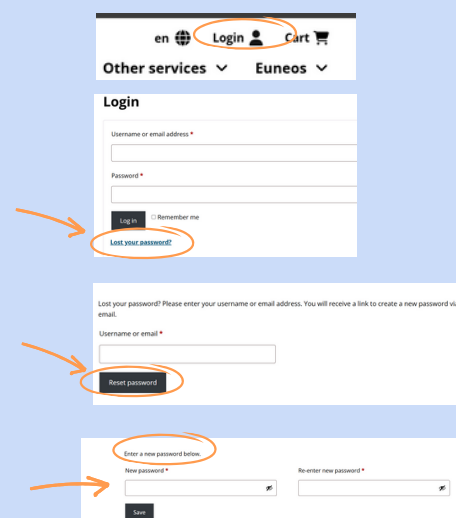 en Login Cart
Other services Euneos
Login
Username or email address *
Password *
Log in Remember me
Lost your password?
Lost your password? Please enter your username or email address. You will receive a link to create a new password via
email.
Username or email *
Reset password
Enter a new password below.
New password * Re-enter new password *
Save